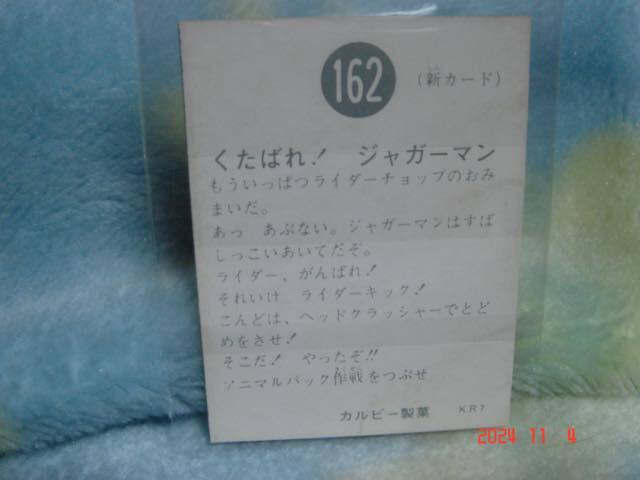 162 (新カード)
くたばれ! ジャガーマン
もういっぱつライダーチョップのおみ
まいだ。
あっ あぶない。ジャガーマンはすば
しっこいあいてだぞ。
ライダー、がんばれ!
それいけ ライダーキック!
こんどは、ヘッドクラッシャーでとど
めをさせ!
そこだ! やったぞ!!
アニマルパック作戦をつぶせ
カルビー製菓 KR7
2024 11 4